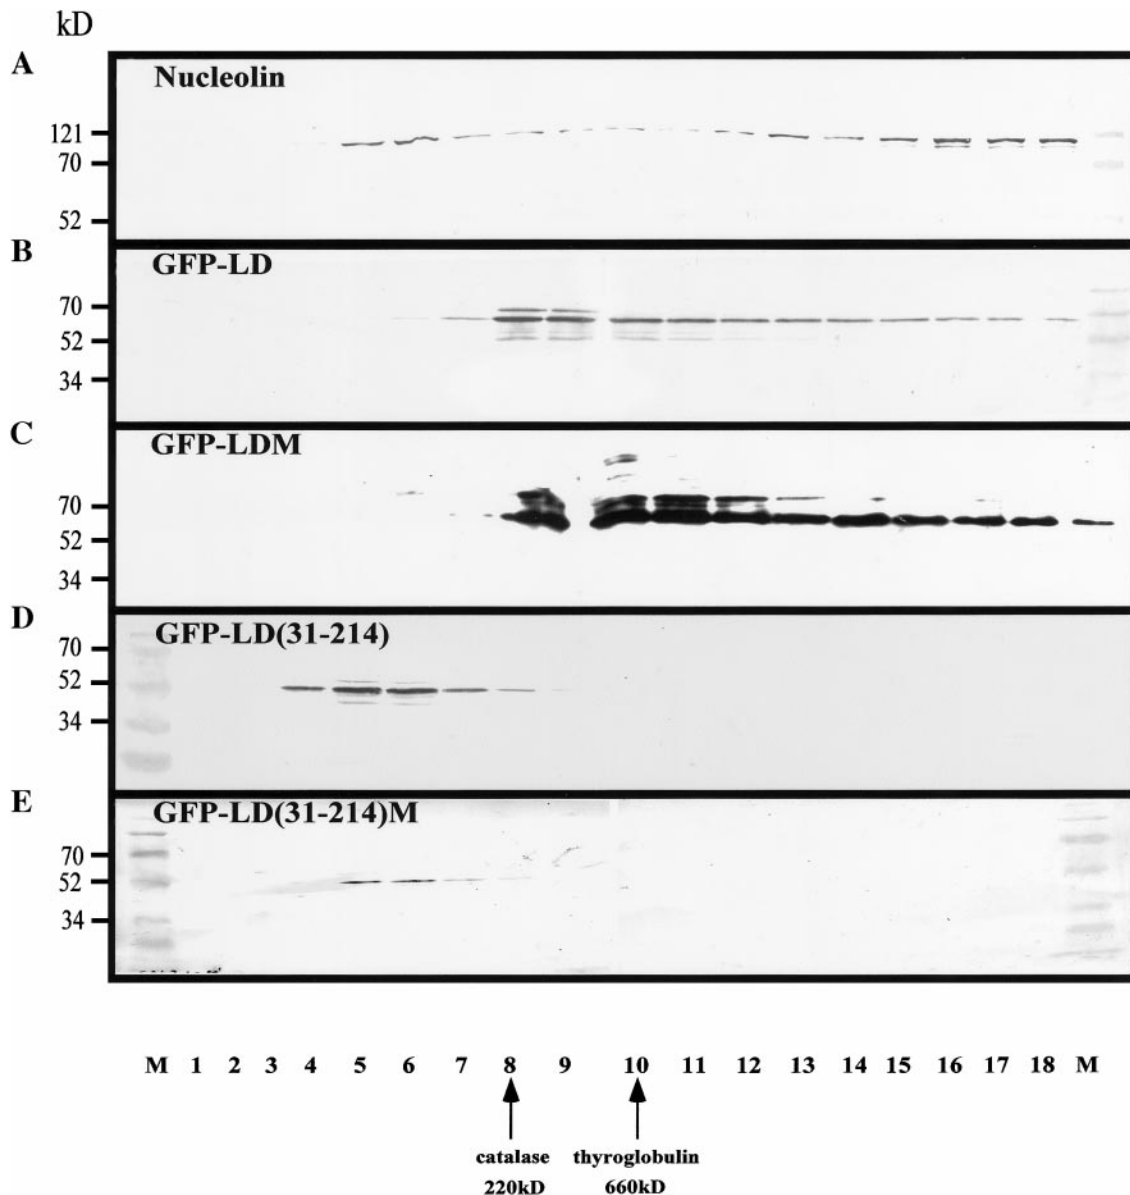 kD
A
Nucleolin
121
70
52
B
GFP-LD
70
52
34
C
GFP-LDM
70
52
34
D
GFP-LD(31-214)
70
52
34
E
GFP-LD(31-214)M
70
52
34
M 1 2 3 4 5 6 7 8 9 10 11 12 13 14 15 16 17 18 M
catalase thyroglobulin
220kD 660kD